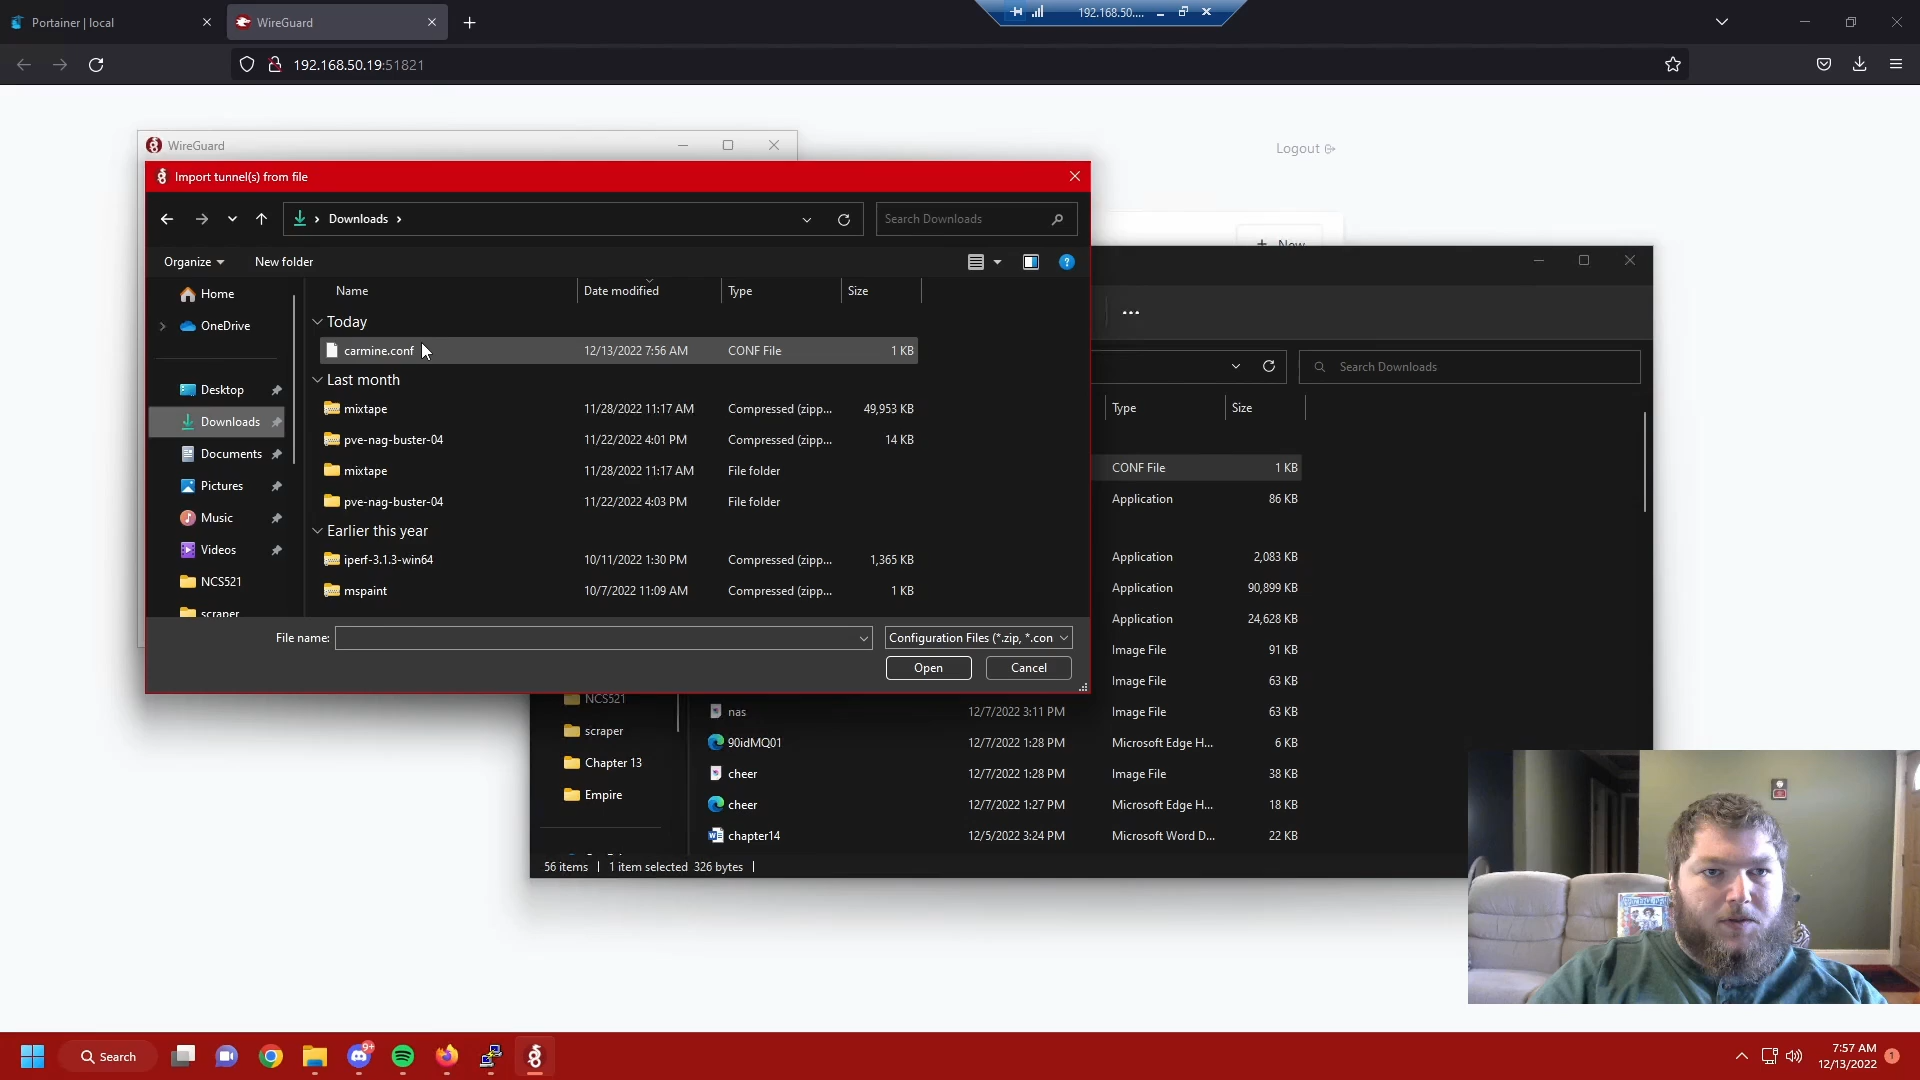 Portainer | local
WireGuard
192.168.50....
192.168.50.19:51821
Logout
New
WireGuard
Import tunnel(s) from file
Downloads
Search Downloads
Organize
New folder
Name
Date modified
Type
Size
Home
OneDrive
Desktop
Downloads
Documents
Pictures
Music
Videos
NCS521
scraper
Today
carmine.conf 12/13/2022 7:56 AM CONF File 1 KB
Last month
mixtape 11/28/2022 11:17 AM Compressed (zipp... 49,953 KB
pve-nag-buster-04 11/22/2022 4:01 PM Compressed (zipp... 14 KB
mixtape 11/28/2022 11:17 AM File folder
pve-nag-buster-04 11/22/2022 4:03 PM File folder
Earlier this year
iperf-3.1.3-win64 10/11/2022 1:30 PM Compressed (zipp... 1,365 KB
mspaint 10/7/2022 11:09 AM Compressed (zipp... 1 KB
File name:
Configuration Files (*.zip, *.con
Open
Cancel
Search Downloads
Type
Size
CONF File 1 KB
Application 86 KB
Application 2,083 KB
Application 90,899 KB
Application 24,628 KB
Image File 91 KB
Image File 63 KB
nas 12/7/2022 3:11 PM Image File 63 KB
90idMQ01 12/7/2022 1:28 PM Microsoft Edge H... 6 KB
cheer 12/7/2022 1:28 PM Image File 38 KB
cheer 12/7/2022 1:27 PM Microsoft Edge H... 18 KB
chapter14 12/5/2022 3:24 PM Microsoft Word D... 22 KB
NCS521
scraper
Chapter 13
Empire
56 items
1 item selected 326 bytes
Search
9+
7:57 AM
12/13/2022
1